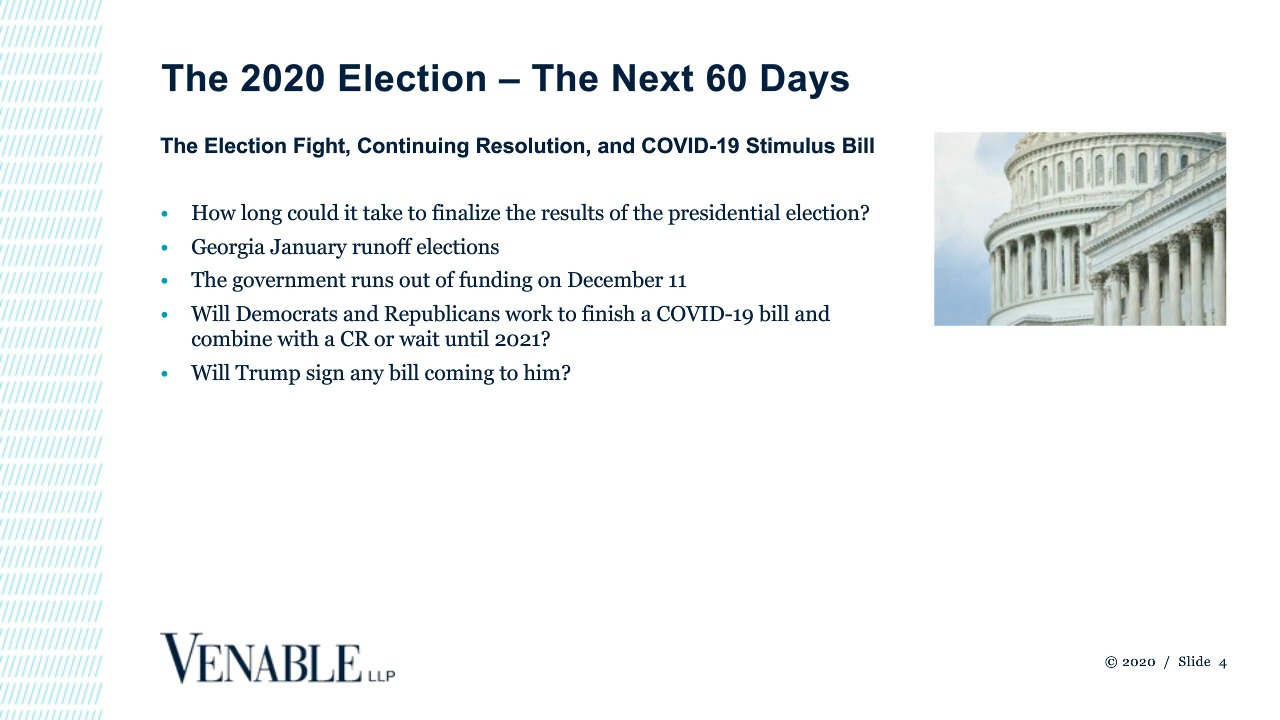 The 2020 Election – The Next 60 Days
The Election Fight, Continuing Resolution, and COVID-19 Stimulus Bill
• How long could it take to finalize the results of the presidential election?
• Georgia January runoff elections
• The government runs out of funding on December 11
• Will Democrats and Republicans work to finish a COVID-19 bill and
combine with a CR or wait until 2021?
• Will Trump sign any bill coming to him?
VENABLE LLP
© 2020 / Slide 4